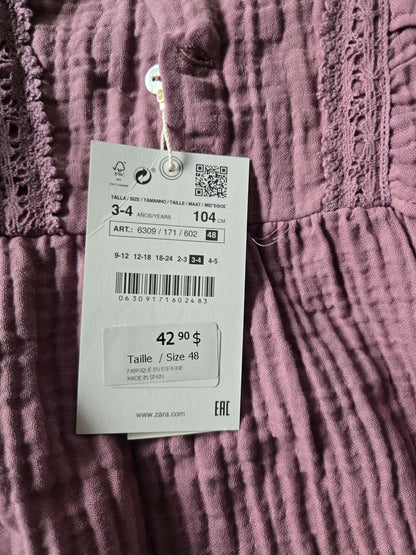 FSC
TALLA / SIZE / TAMANHO / TAILLE / MAAT / ΜΕΓΕΘΟΣ
3-4 AÑOS/YEARS 104 CM
ART.: 6309 / 171 / 602 48
9-12 12-18 18-24 2-3 3-4 4-5
06309171602483
42 90 $
Taille / Size 48
FABRIQUÉ EN ESPAGNE
MADE IN SPAIN
www.zara.com
EAC